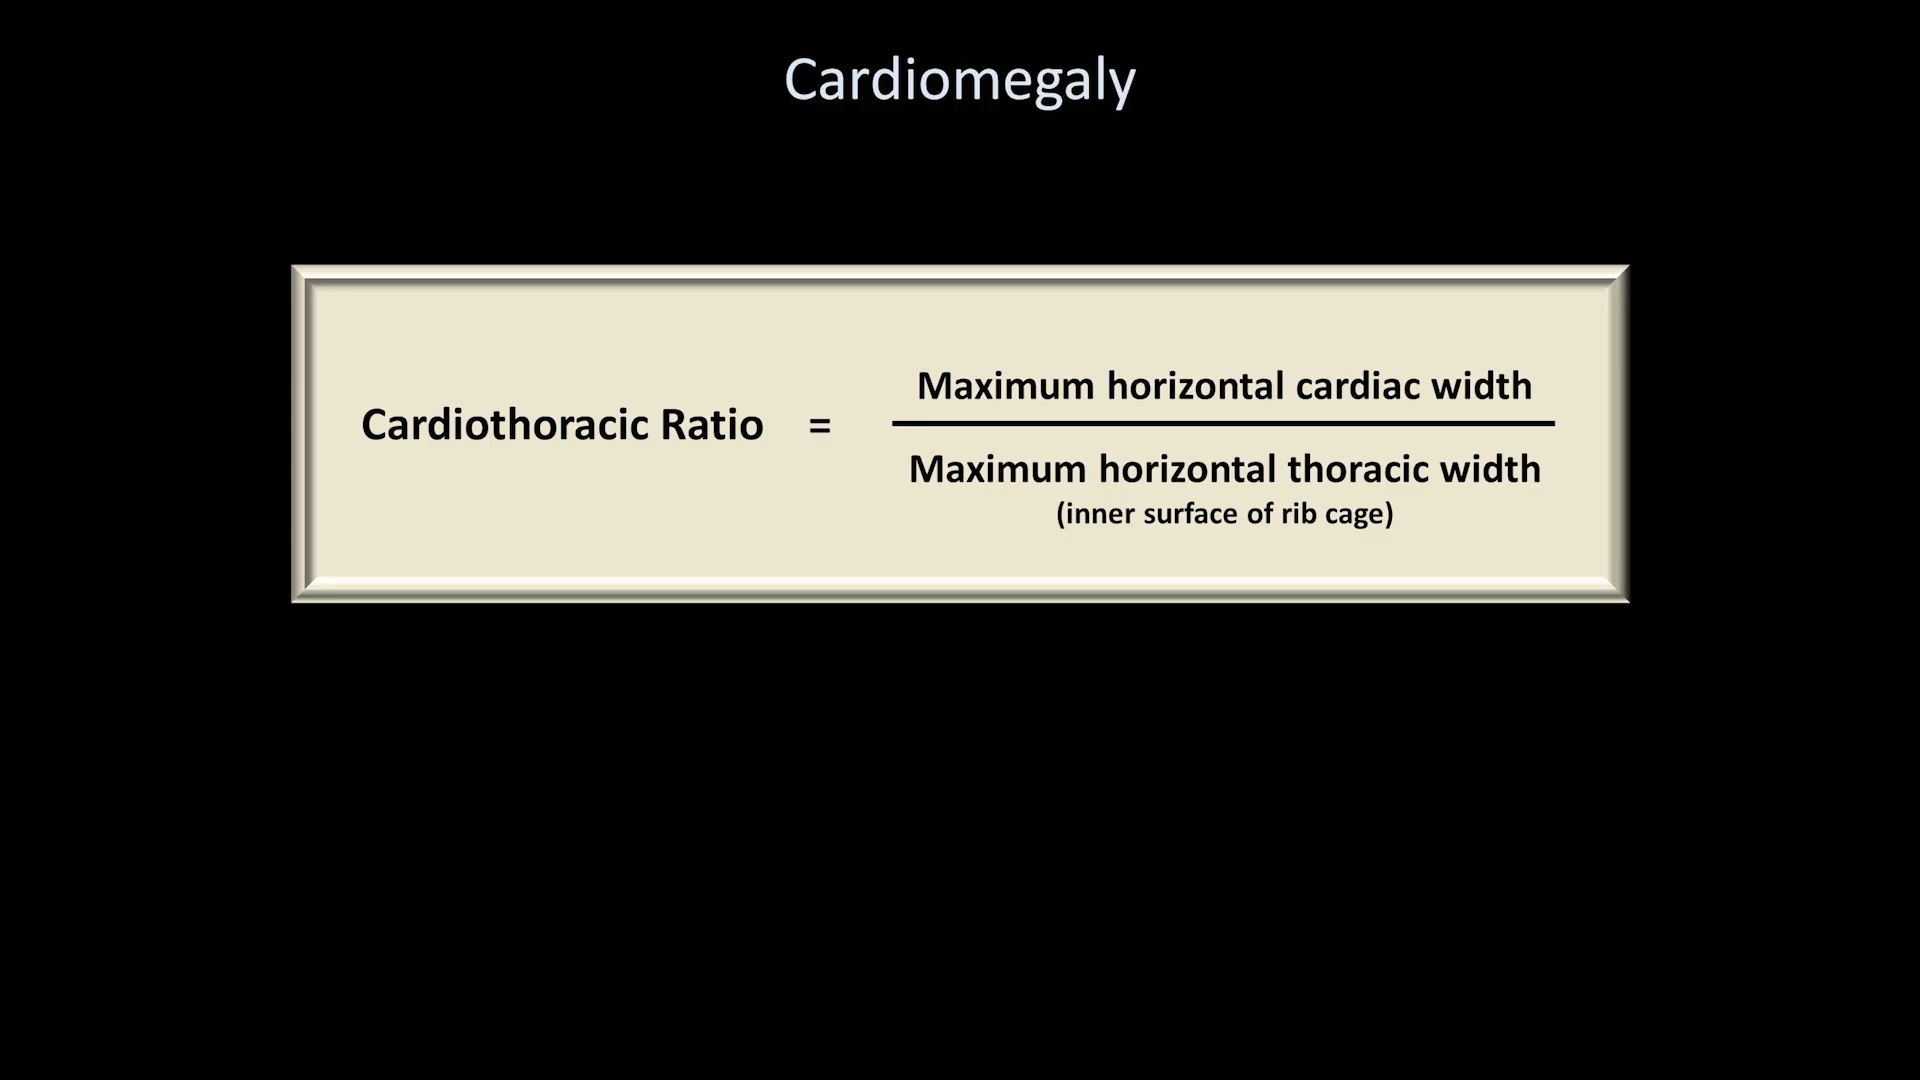 Cardiomegaly
Cardiothoracic Ratio = Maximum horizontal cardiac width
Maximum horizontal thoracic width
(inner surface of rib cage)